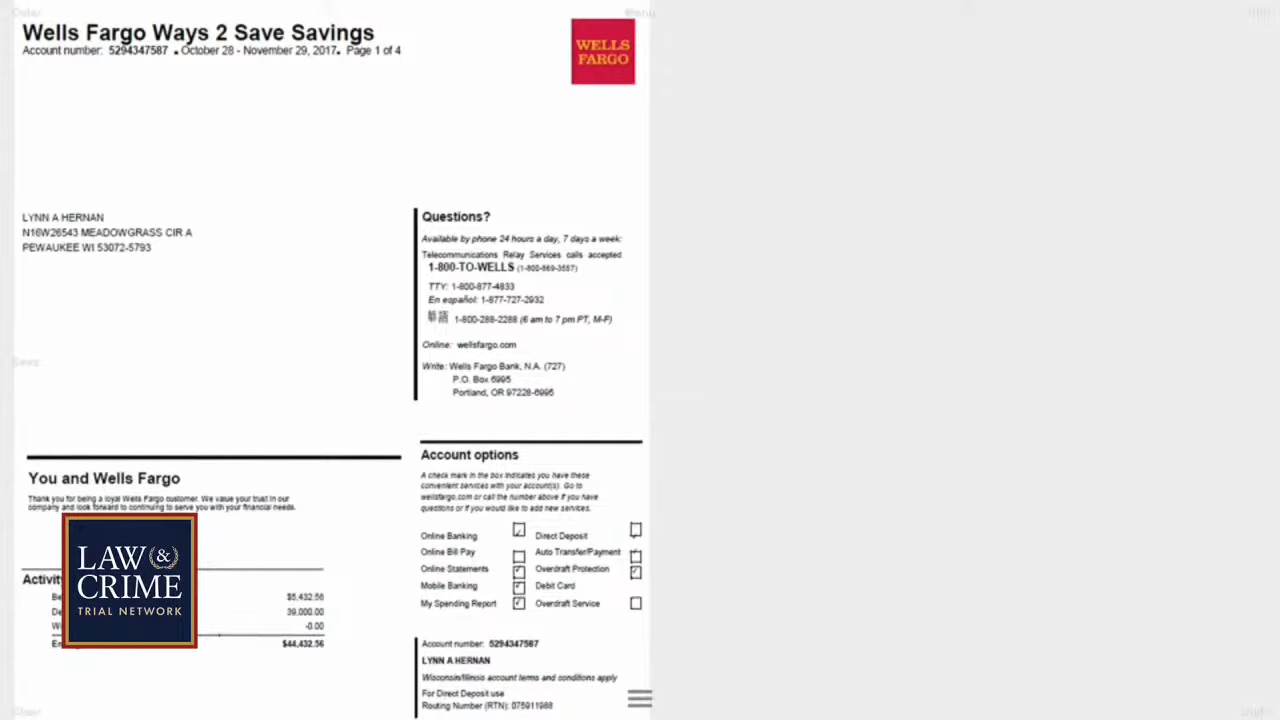 Wells Fargo Ways 2 Save Savings
Account number: 5294347587 ▪ October 28 - November 29, 2017▪ Page 1 of 4
WELLS
FARGO
LYNN A HERNAN
N16W26543 MEADOWGRASS CIR A
PEWAUKEE WI 53072-5793
Questions?
Available by phone 24 hours a day, 7 days a week:
Telecommunications Relay Services calls accepted
1-800-TO-WELLS (1-800-869-3557)
TTY: 1-800-877-4833
En español: 1-877-727-2932
華語 1-800-288-2288 (6 am to 7 pm PT, M-F)
Online: wellsfargo.com
Write: Wells Fargo Bank, N.A. (727)
P.O. Box 6995
Portland, OR 97228-6995
You and Wells Fargo
Thank you for being a loyal Wells Fargo customer. We value your trust in our
company and look forward to continuing to serve you with your financial needs.
Account options
A check mark in the box indicates you have these
convenient services with your account(s). Go to
wellsfargo.com or call the number above if you have
questions or if you would like to add new services.
Online Banking Direct Deposit
Online Bill Pay Auto Transfer/Payment
Online Statements Overdraft Protection
Mobile Banking Debit Card
My Spending Report Overdraft Service
Activity
$5,432.56
39,000.00
-0.00
$44,432.56
LAW &
CRIME
TRIAL NETWORK
Account number: 5294347587
LYNN A HERNAN
Wisconsin/Illinois account terms and conditions apply
For Direct Deposit use
Routing Number (RTN): 075911988